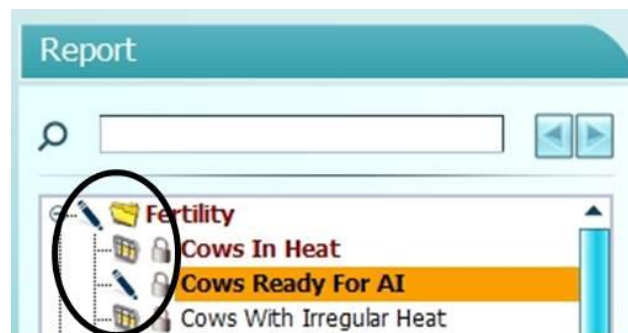 Report
Fertility
Cows In Heat
Cows Ready For AI
Cows With Irregular Heat